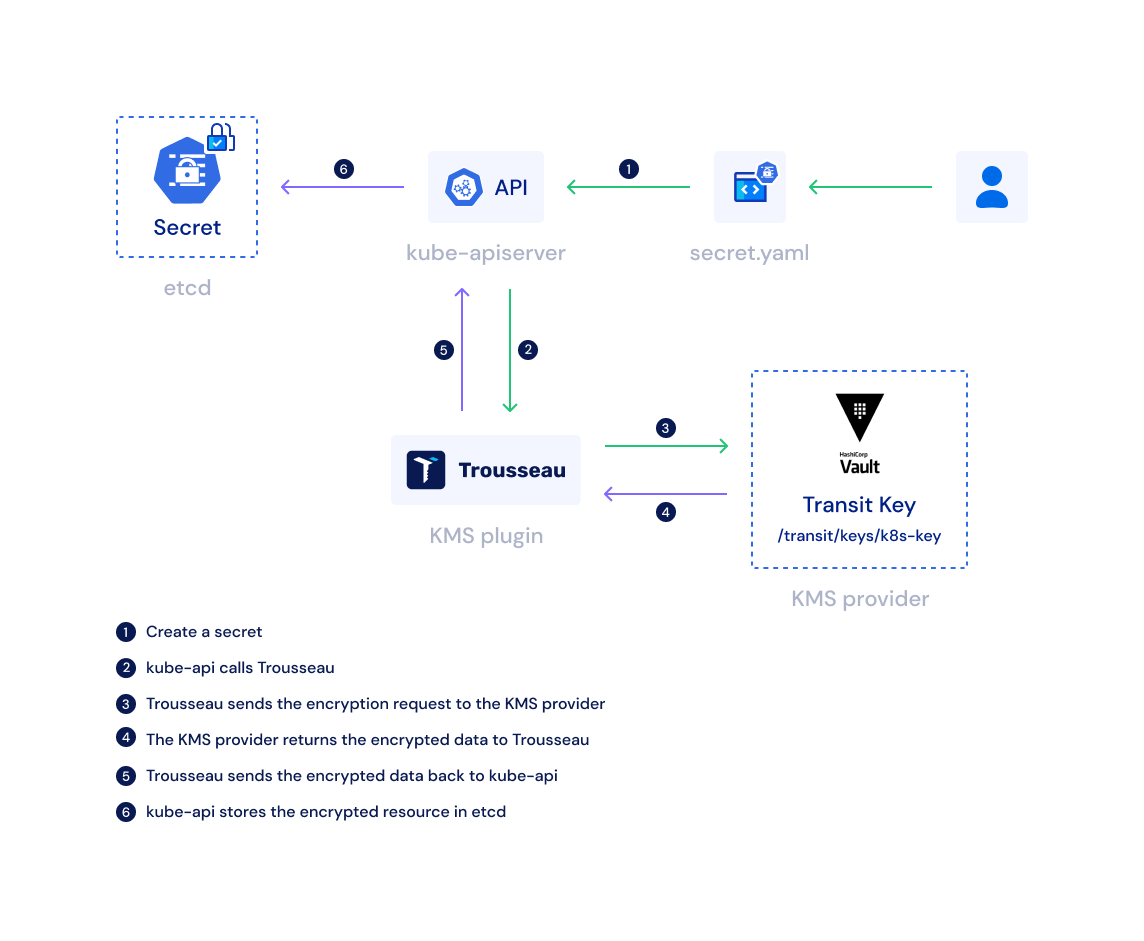 6
1
API
Secret
kube-apiserver
secret.yaml
etcd
5
2
3
HashiCorp
Vault
Trousseau
4
Transit Key
/transit/keys/k8s-key
KMS plugin
KMS provider
1 Create a secret
2 kube-api calls Trousseau
3 Trousseau sends the encryption request to the KMS provider
4 The KMS provider returns the encrypted data to Trousseau
5 Trousseau sends the encrypted data back to kube-api
6 kube-api stores the encrypted resource in etcd